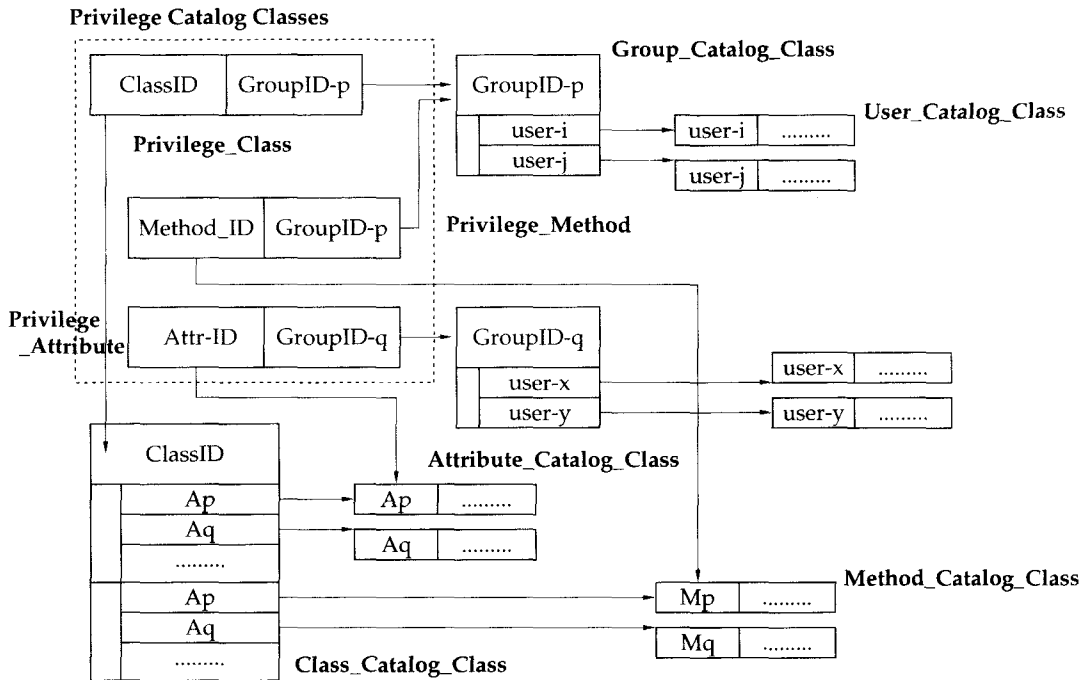 Privilege Catalog Classes
Group_Catalog_Class
ClassID GroupID-p
GroupID-p
User_Catalog_Class
user-i
user-i .........
Privilege_Class
user-j
user-j .........
Method_ID GroupID-p
Privilege_Method
Privilege
_Attribute
Attr-ID GroupID-q
GroupID-q
user-x
user-x .........
user-y
user-y .........
ClassID
Attribute_Catalog_Class
Ap
Ap .........
Aq
Aq .........
.........
Method_Catalog_Class
Ap
Mp .........
Aq
Mq .........
.........
Class_Catalog_Class